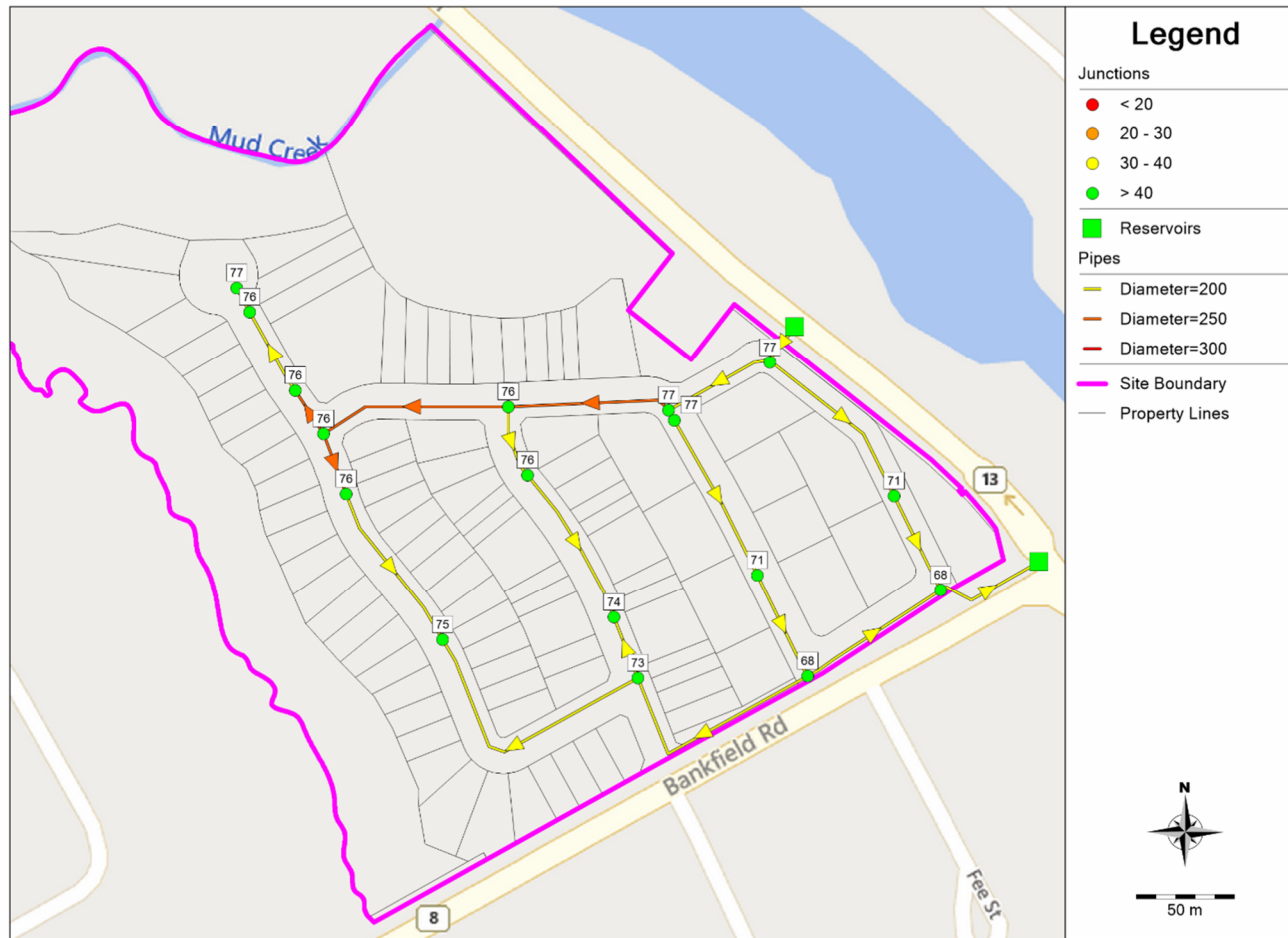 Mud Creek
77
76
76
76
76
76
76
77
77
77
71
68
71
68
75
74
73
13
8
Bankfield Rd
Fee St
Legend
Junctions
< 20
20 - 30
30 - 40
> 40
Reservoirs
Pipes
Diameter=200
Diameter=250
Diameter=300
Site Boundary
Property Lines
N
50 m